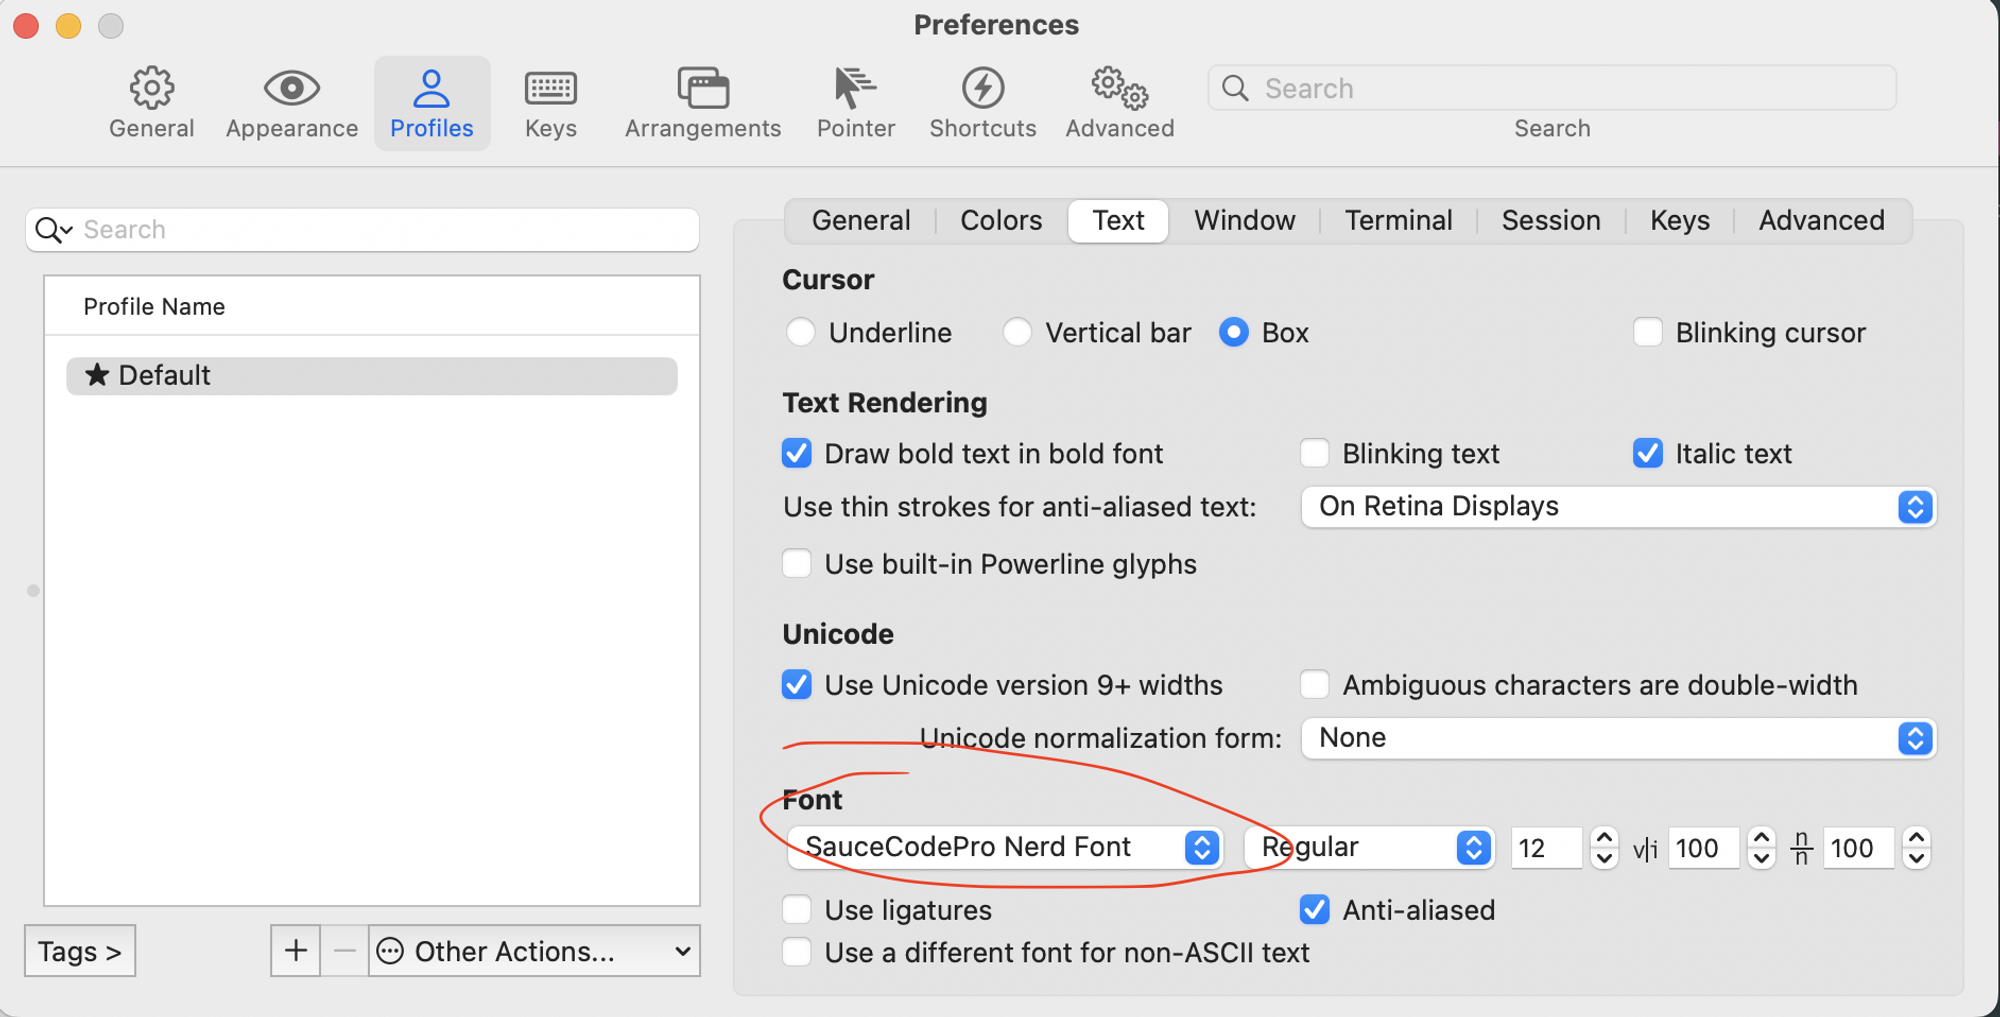 Preferences
General Appearance Profiles Keys Arrangements Pointer Shortcuts Advanced Search
Search
Search
General Colors Text Window Terminal Session Keys Advanced
Profile Name
★ Default
Cursor
Underline Vertical bar Box Blinking cursor
Text Rendering
Draw bold text in bold font Blinking text Italic text
Use thin strokes for anti-aliased text: On Retina Displays
Use built-in Powerline glyphs
Unicode
Use Unicode version 9+ widths Ambiguous characters are double-width
Unicode normalization form: None
Font
SauceCodePro Nerd Font Regular 12 v|i 100 n/n 100
Use ligatures Anti-aliased
Use a different font for non-ASCII text
Tags > + − Other Actions...